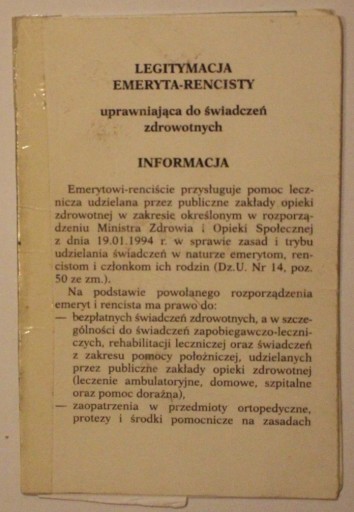 LEGITYMACJA
EMERYTA-RENCISTY
uprawniająca do świadczeń
zdrowotnych
INFORMACJA
Emerytowi-renciście przysługuje pomoc lecz-
nicza udzielana przez publiczne zakłady opieki
zdrowotnej w zakresie określonym w rozporzą-
dzeniu Ministra Zdrowia i Opieki Społecznej
z dnia 19.01.1994 r. w sprawie zasad i trybu
udzielania świadczeń w naturze emerytom, ren-
cistom i członkom ich rodzin (Dz.U. Nr 14, poz.
50 ze zm.).
Na podstawie powołanego rozporządzenia
emeryt i rencista ma prawo do:
— bezpłatnych świadczeń zdrowotnych, a w szcze-
gólności do świadczeń zapobiegawczo-leczni-
czych, rehabilitacji leczniczej oraz świadczeń
z zakresu pomocy położniczej, udzielanych
przez publiczne zakłady opieki zdrowotnej
(leczenie ambulatoryjne, domowe, szpitalne
oraz pomoc doraźna),
— zaopatrzenia w przedmioty ortopedyczne,
protezy i środki pomocnicze na zasadach